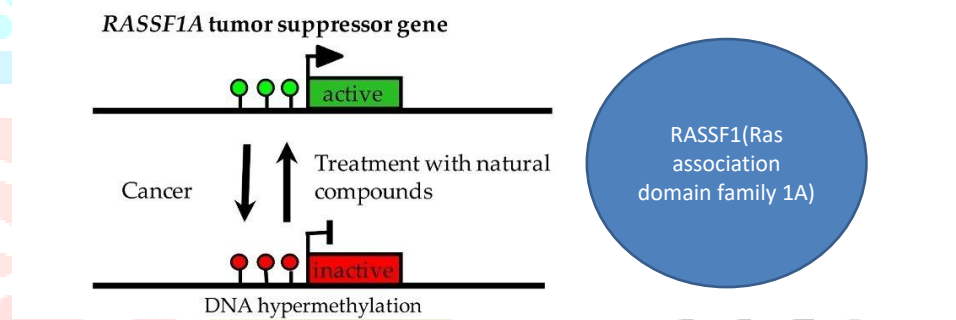 RASSF1A tumor suppressor gene
active
Cancer
Treatment with natural
compounds
inactive
DNA hypermethylation
RASSF1(Ras
association
domain family 1A)